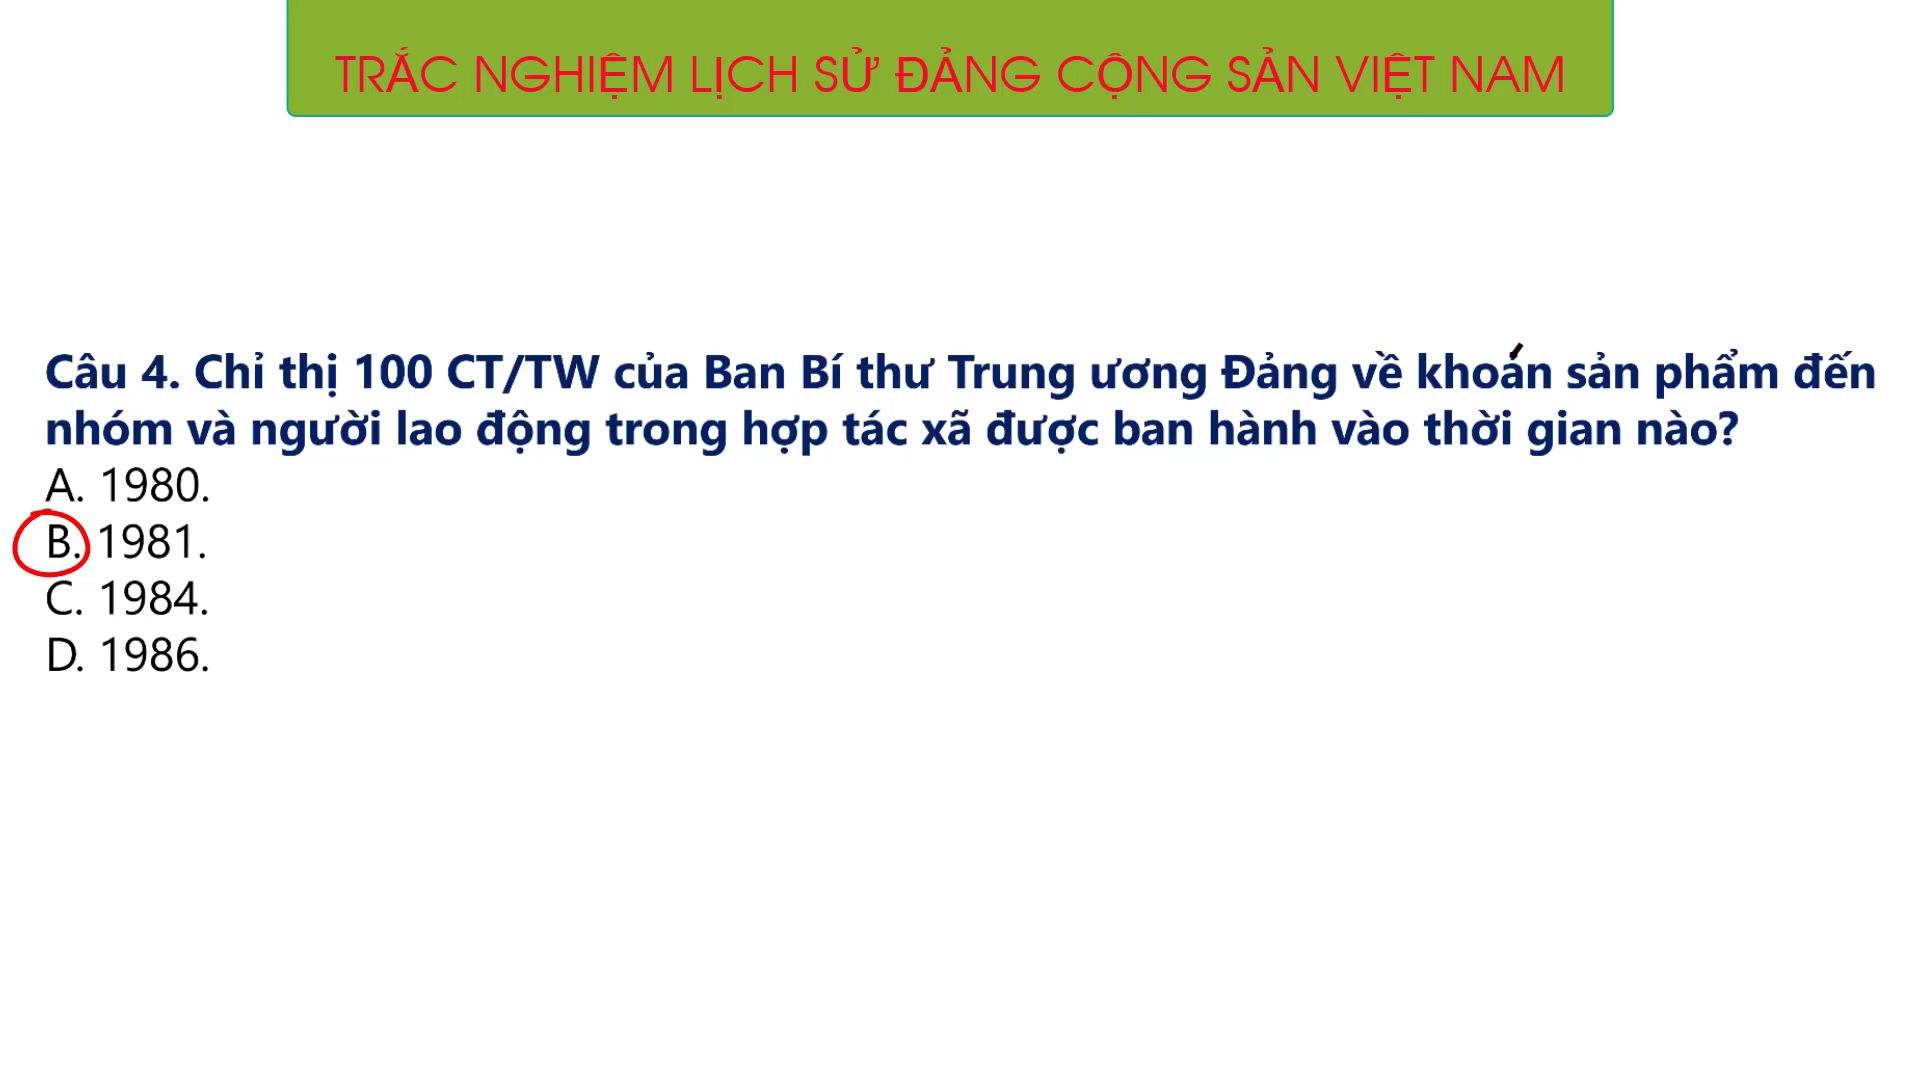 TRẮC NGHIỆM LỊCH SỬ ĐẢNG CỘNG SẢN VIỆT NAM
Câu 4. Chỉ thị 100 CT/TW của Ban Bí thư Trung ương Đảng về khoán sản phẩm đến
nhóm và người lao động trong hợp tác xã được ban hành vào thời gian nào?
A. 1980.
B. 1981.
C. 1984.
D. 1986.